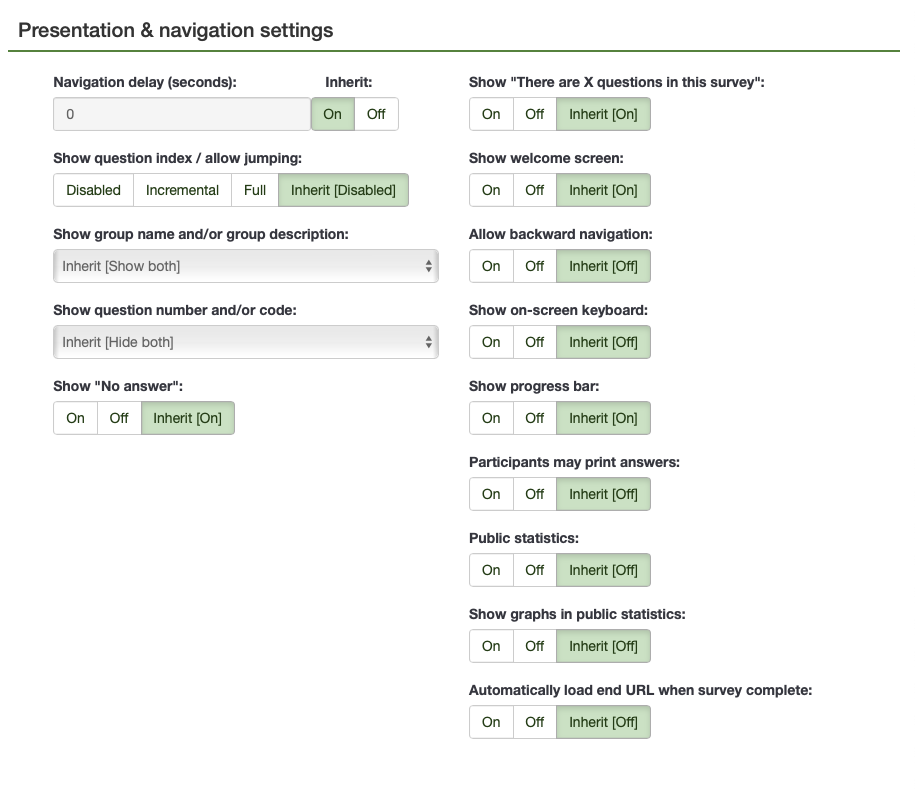 Presentation & navigation settings
Navigation delay (seconds): Inherit:
0 On Off
Show question index / allow jumping:
Disabled Incremental Full Inherit [Disabled]
Show group name and/or group description:
Inherit [Show both]
Show question number and/or code:
Inherit [Hide both]
Show "No answer":
On Off Inherit [On]
Show "There are X questions in this survey":
On Off Inherit [On]
Show welcome screen:
On Off Inherit [On]
Allow backward navigation:
On Off Inherit [Off]
Show on-screen keyboard:
On Off Inherit [Off]
Show progress bar:
On Off Inherit [On]
Participants may print answers:
On Off Inherit [Off]
Public statistics:
On Off Inherit [Off]
Show graphs in public statistics:
On Off Inherit [Off]
Automatically load end URL when survey complete:
On Off Inherit [Off]